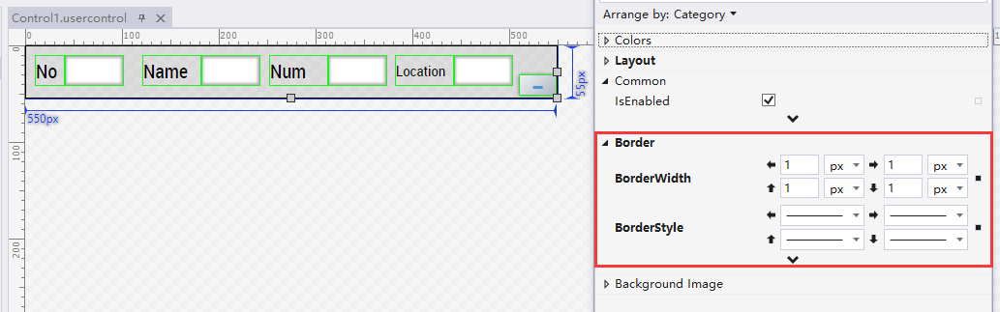 Control1.usercontrol
0 100 200 300 400 500
0
100
200
No
Name
Num
Location
55px
550px
Arrange by: Category
Colors
Layout
Common
IsEnabled
Border
BorderWidth
1 px 1 px
1 px 1 px
BorderStyle
Background Image